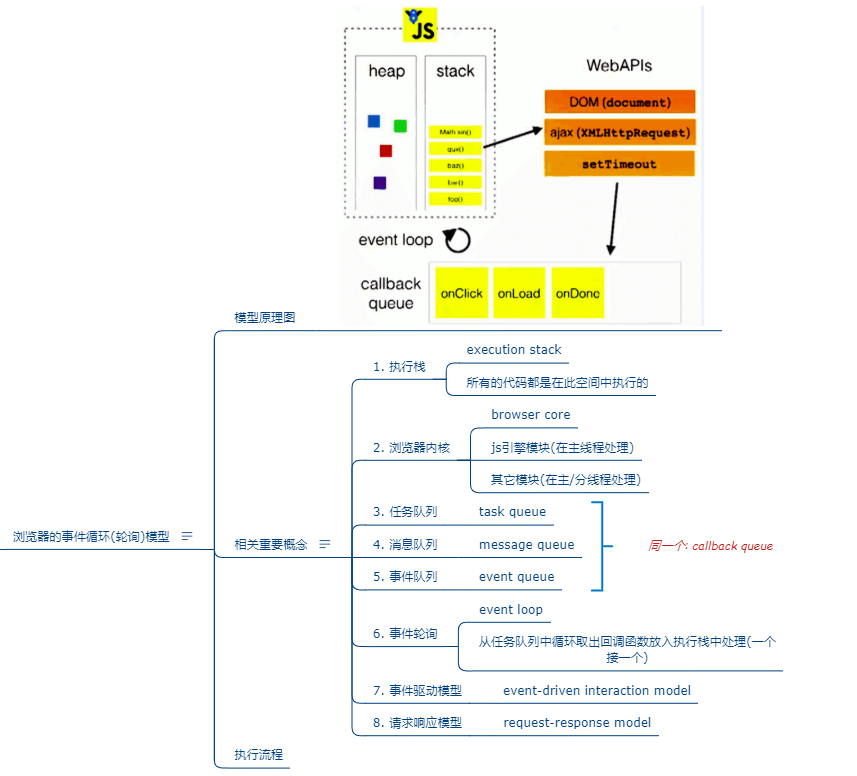 JS
heap
stack
WebAPIs
DOM (document)
ajax (XMLHttpRequest)
setTimeout
Math.sin()
qux()
baz()
bar()
foo()
event loop
callback
queue
onClick
onLoad
onDone
模型原理图
execution stack
1. 执行栈
所有的代码都是在此空间中执行的
browser core
2. 浏览器内核
js引擎模块(在主线程处理)
其它模块(在主/分线程处理)
3. 任务队列
task queue
浏览器的事件循环(轮询)模型
相关重要概念
4. 消息队列
message queue
同一个: callback queue
5. 事件队列
event queue
event loop
6. 事件轮询
从任务队列中循环取出回调函数放入执行栈中处理(一个
接一个)
7. 事件驱动模型
event-driven interaction model
8. 请求响应模型
request-response model
执行流程